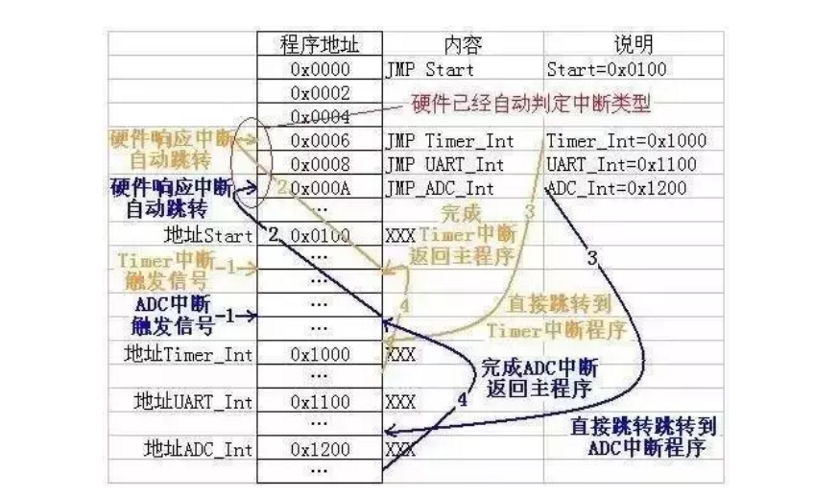 程序地址 内容 说明
0x0000 JMP Start Start=0x0100
0x0002
0x0004
硬件已经自动判定中断类型
硬件响应中断
自动跳转
0x0006 JMP Timer_Int Timer_Int=0x1000
0x0008 JMP UART_Int UART_Int=0x1100
硬件响应中断
自动跳转
2 0x000A JMP_ADC_Int ADC_Int=0x1200
...
3
完成
Timer中断
返回主程序
地址Start 2 0x0100 XXX
...
3
Timer中断
触发信号
-1
...
4
ADC中断
触发信号
-1
...
直接跳转到
Timer中断程序
...
地址Timer_Int 0x1000 XXX
...
完成ADC中断
返回主程序
4
地址UART_Int 0x1100 XXX
...
直接跳转跳转到
ADC中断程序
地址ADC_Int 0x1200 XXX
...